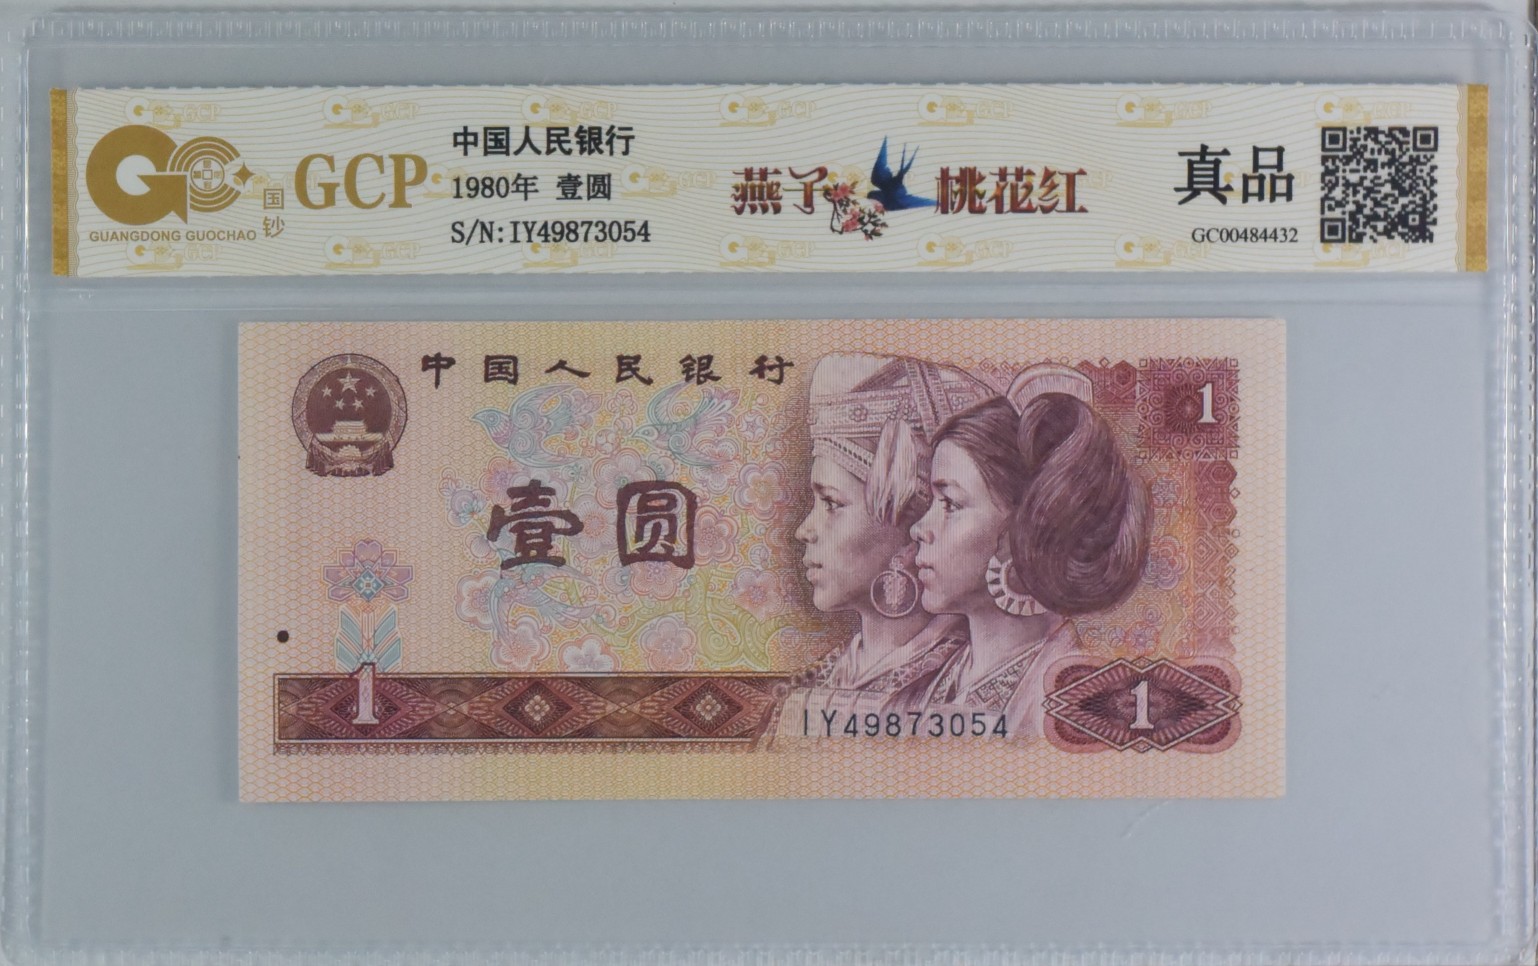 GUANGDONG GUOCHAO
国钞
GCP
中国人民银行
1980年 壹圆
S/N:IY49873054
燕子桃花红
真品
GC00484432
中国人民银行
1
壹圆
1
IY49873054
1